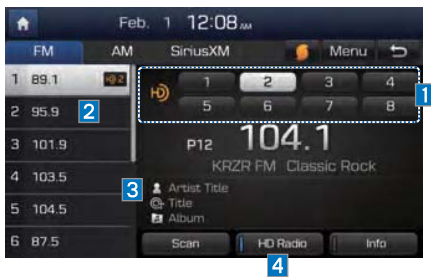 Feb. 1 12:08 AM
FM AM SiriusXM Menu
1 89.1 HD 2
2 95.9
3 101.9
4 103.5
5 104.5
6 87.5
HD 1 2 3 4
5 6 7 8
1
2
P12 104.1
KRZR FM Classic Rock
3
Artist Title
Title
Album
Scan HD Radio Info
4